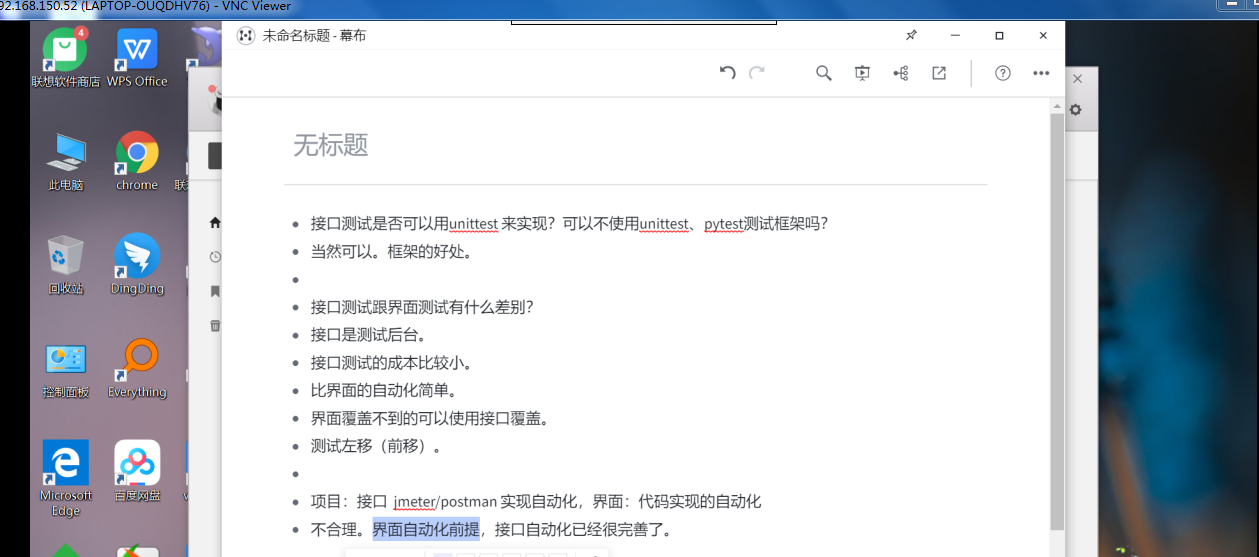 92.168.150.52 (LAPTOP-OUQDHV76) - VNC Viewer
未命名标题 - 幕布
4
联想软件商店
WPS Office
无标题
此电脑
chrome
联
接口测试是否可以用unittest 来实现？可以不使用unittest、pytest测试框架吗？
当然可以。框架的好处。
回收站
DingDing
接口测试跟界面测试有什么差别？
接口是测试后台。
接口测试的成本比较小。
控制面板
Everything
比界面的自动化简单。
界面覆盖不到的可以使用接口覆盖。
测试左移（前移）。
Microsoft
Edge
百度网盘
项目：接口 jmeter/postman 实现自动化，界面：代码实现的自动化
不合理。界面自动化前提，接口自动化已经很完善了。